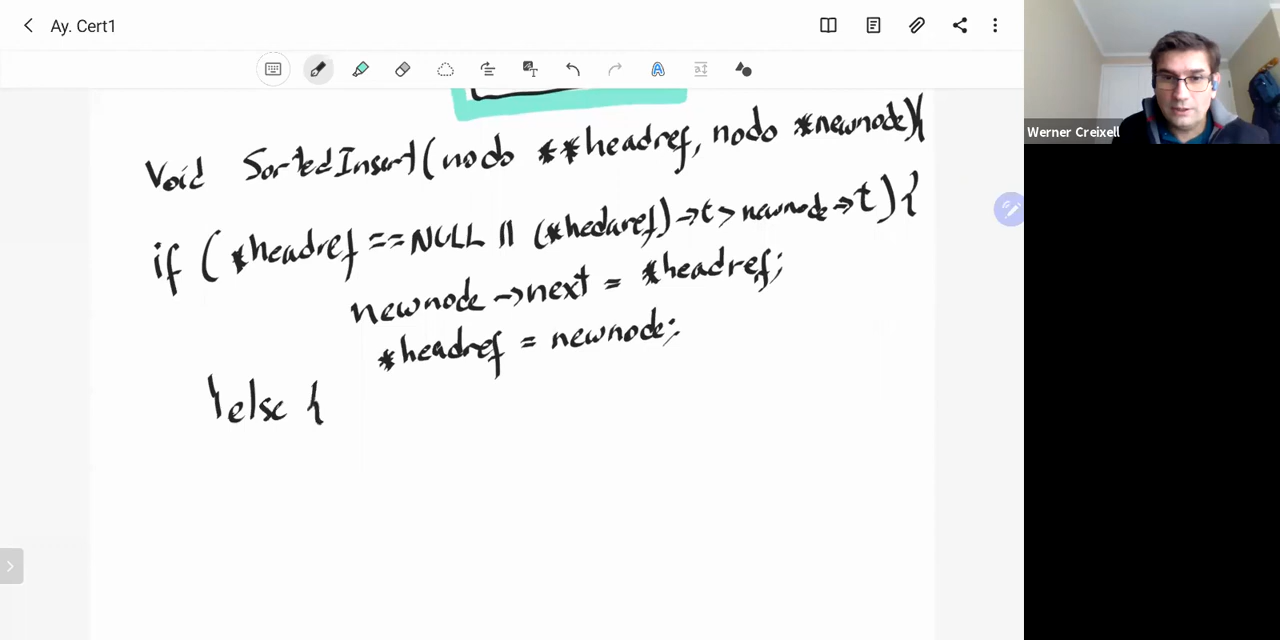 Ay. Cert1
Werner Creixell
Void SortedInsert(nodo **headref, nodo *newnode){
if (*headref == NULL || (*hedaref)->t > newnode->t){
newnode->next = *headref;
*headref = newnode;
}else {